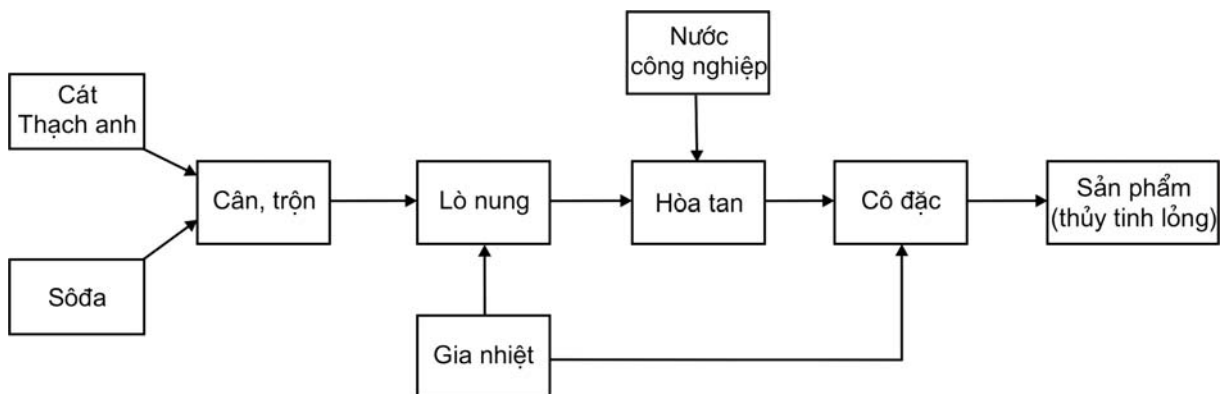 Nước
công nghiệp
Cát
Thạch anh
Cân, trộn
Lò nung
Hòa tan
Cô đặc
Sản phẩm
(thủy tinh lỏng)
Sôđa
Gia nhiệt